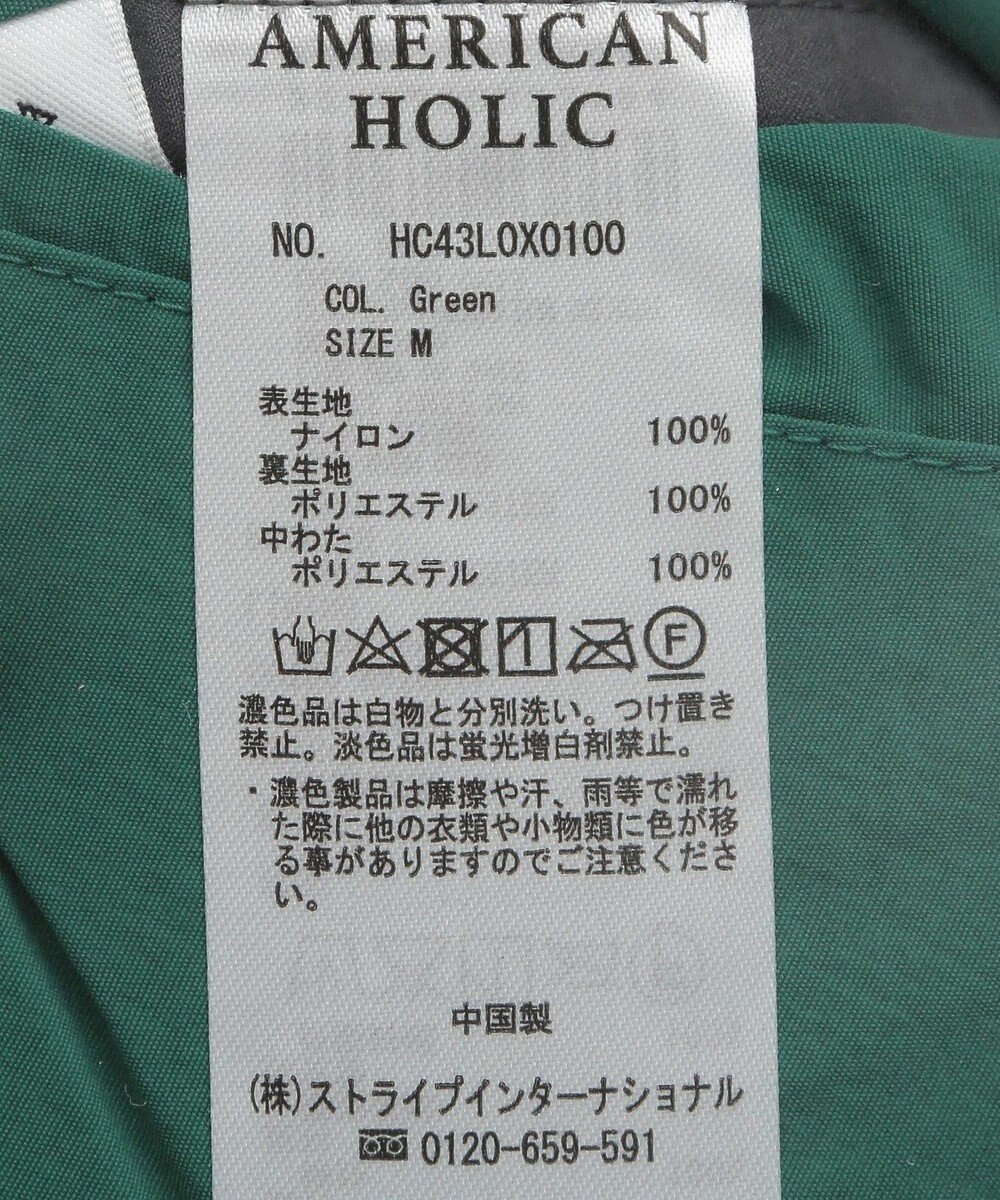 AMERICAN
HOLIC
NO. HC43L0X0100
COL. Green
SIZE M
表生地
ナイロン 100%
裏生地
ポリエステル 100%
中わた
ポリエステル 100%
F
濃色品は白物と分別洗い。つけ置き
禁止。淡色品は蛍光増白剤禁止。
・濃色製品は摩擦や汗、雨等で濡れ
た際に他の衣類や小物類に色が移
る事がありますのでご注意くださ
い。
中国製
(株)ストライプインターナショナル
0120-659-591